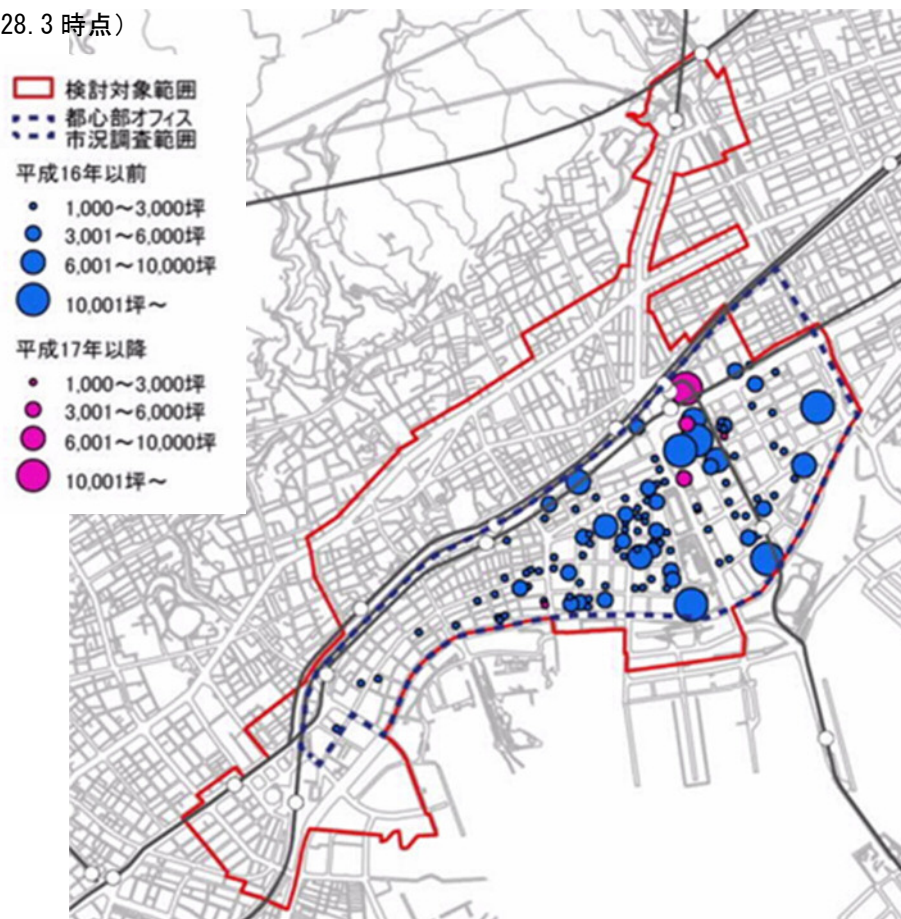 28.3 時点）
検討対象範囲
都心部オフィス
市況調査範囲
平成16年以前
1,000～3,000坪
3,001～6,000坪
6,001～10,000坪
10,001坪～
平成17年以降
1,000～3,000坪
3,001～6,000坪
6,001～10,000坪
10,001坪～